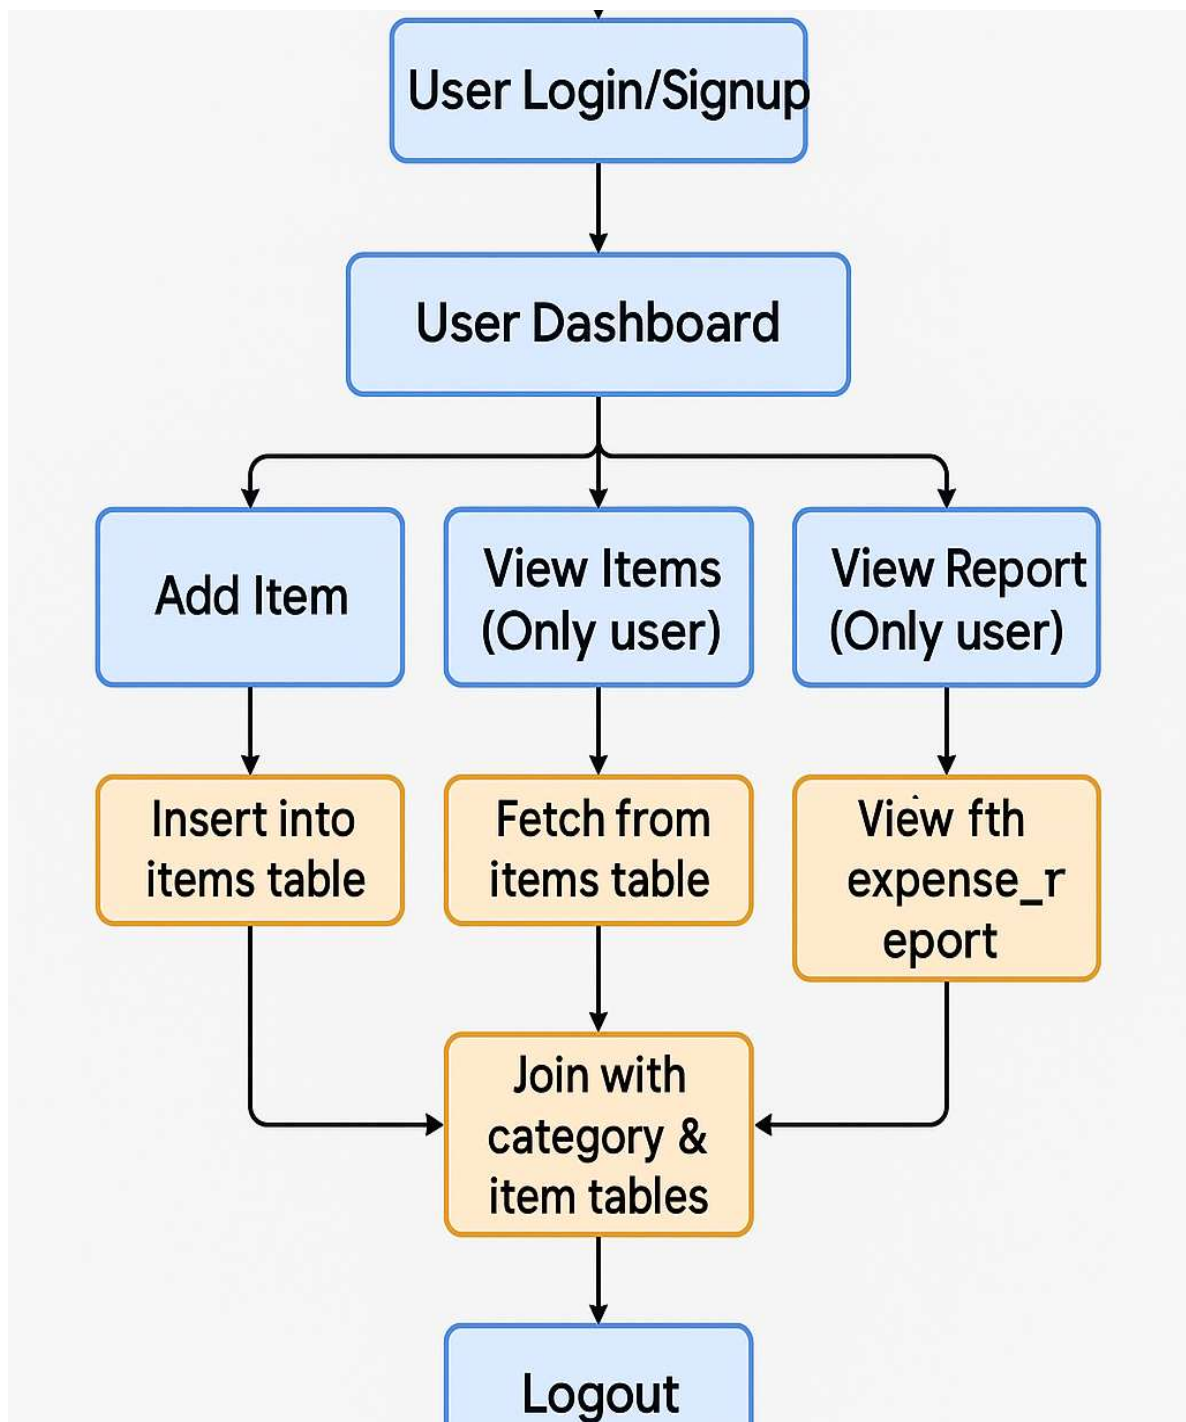 User Login/Signup
User Dashboard
Add Item
View Items
(Only user)
View Report
(Only user)
Insert into
items table
Fetch from
items table
View fth
expense_r
eport
Join with
category &
item tables
Logout